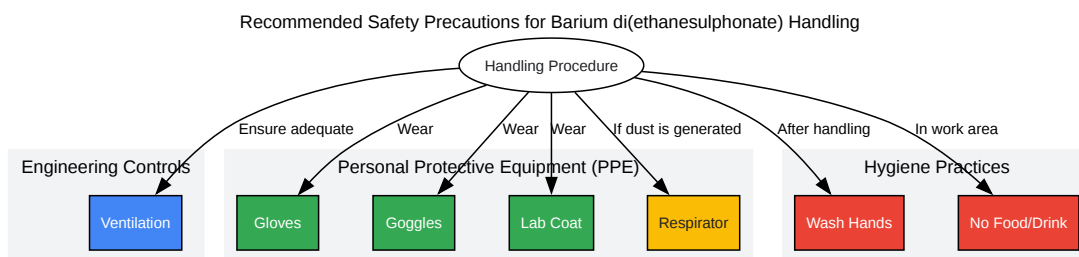 Recommended Safety Precautions for Barium di(ethanesulphonate) Handling
Handling Procedure
Ensure adequate
Wear
Wear
Wear
If dust is generated
After handling
In work area
Engineering Controls
Personal Protective Equipment (PPE)
Hygiene Practices
Ventilation
Gloves
Goggles
Lab Coat
Respirator
Wash Hands
No Food/Drink